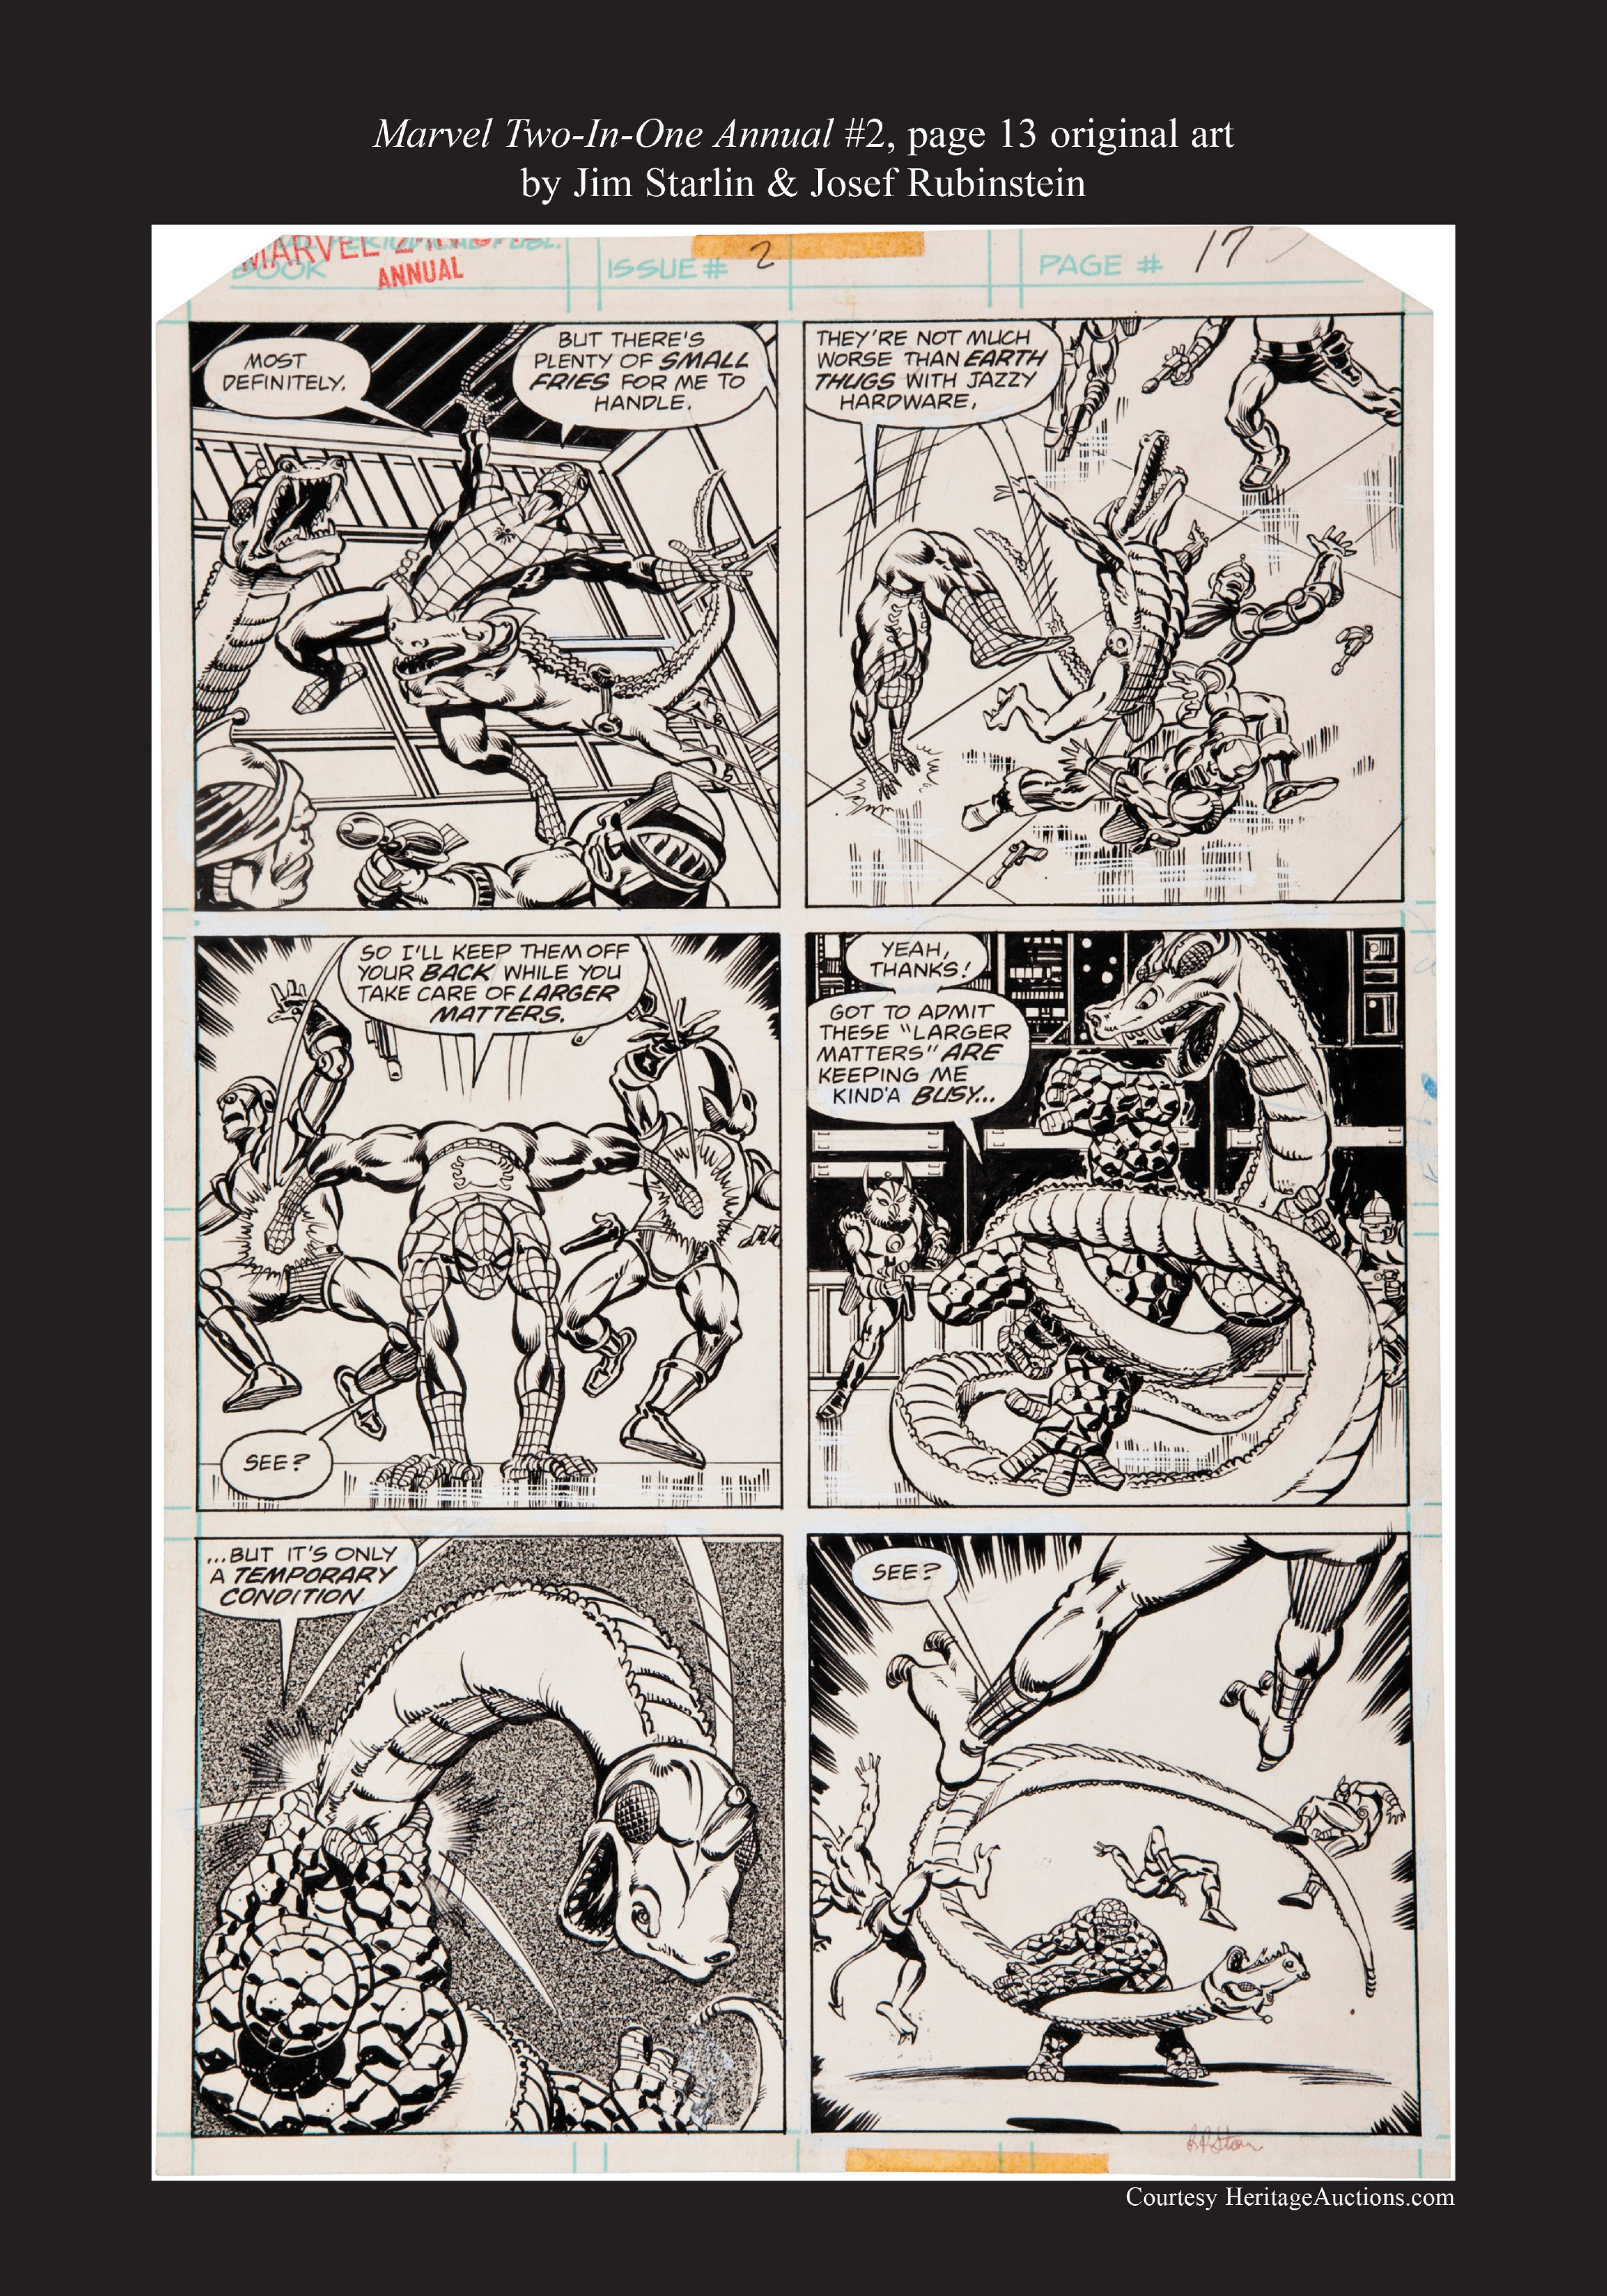 Marvel Two-In-One Annual #2, page 13 original art
by Jim Starlin & Josef Rubinstein
MARVEL
BOOK
ANNUAL
ISSUE # 2
PAGE # 17
MOST
DEFINITELY.
BUT THERE'S
PLENTY OF SMALL
FRIES FOR ME TO
HANDLE.
THEY'RE NOT MUCH
WORSE THAN EARTH
THUGS WITH JAZZY
HARDWARE,
SO I'LL KEEP THEM OFF
YOUR BACK WHILE YOU
TAKE CARE OF LARGER
MATTERS.
SEE?
YEAH,
THANKS!
GOT TO ADMIT
THESE "LARGER
MATTERS" ARE
KEEPING ME
KIND'A BUSY...
...BUT IT'S ONLY
A TEMPORARY
CONDITION
SEE?
Courtesy HeritageAuctions.com